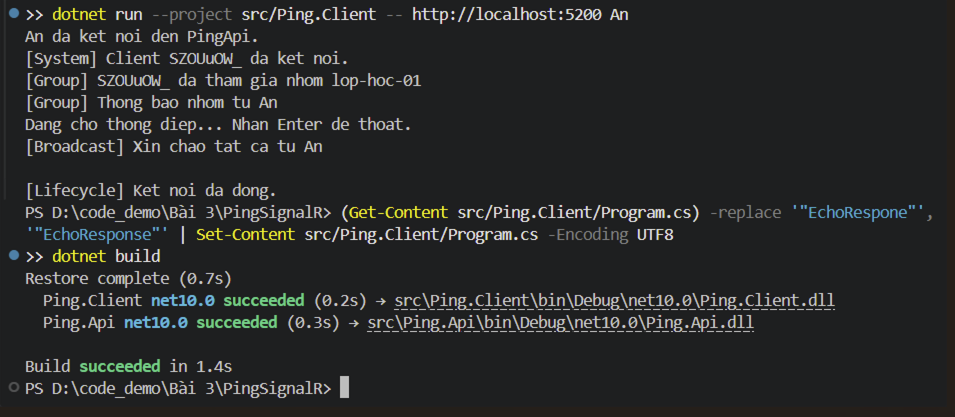 >> dotnet run --project src/Ping.Client -- http://localhost:5200 An
An da ket noi den PingApi.
[System] Client SZOUuOW_ da ket noi.
[Group] SZOUuOW_ da tham gia nhom lop-hoc-01
[Group] Thong bao nhom tu An
Dang cho thong diep... Nhan Enter de thoat.
[Broadcast] Xin chao tat ca tu An
[Lifecycle] Ket noi da dong.
PS D:\code_demo\Bài 3\PingSignalR> (Get-Content src/Ping.Client/Program.cs) -replace '"EchoRespone"',
'"EchoResponse"' | Set-Content src/Ping.Client/Program.cs -Encoding UTF8
>> dotnet build
Restore complete (0.7s)
Ping.Client net10.0 succeeded (0.2s) → src\Ping.Client\bin\Debug\net10.0\Ping.Client.dll
Ping.Api net10.0 succeeded (0.3s) → src\Ping.Api\bin\Debug\net10.0\Ping.Api.dll
Build succeeded in 1.4s
PS D:\code_demo\Bài 3\PingSignalR>